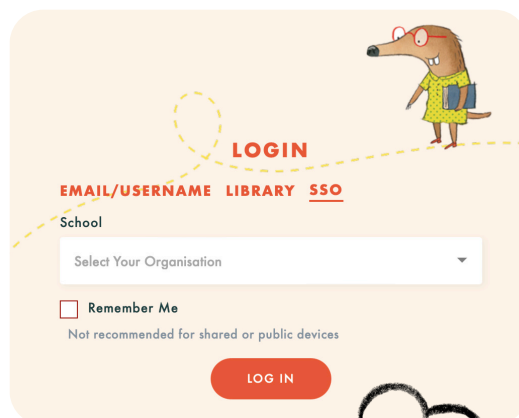 LOGIN
EMAIL/USERNAME LIBRARY SSO
School
Select Your Organisation
Remember Me
Not recommended for shared or public devices
LOG IN